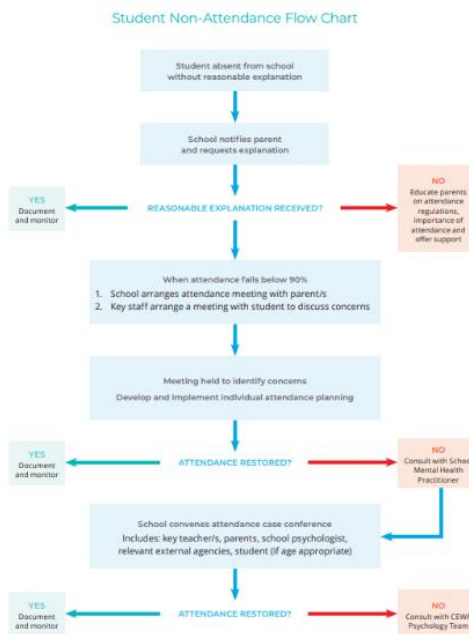 Student Non-Attendance Flow Chart
Student absent from school
without reasonable explanation
School notifies parent
and requests explanation
YES
Document
and monitor
REASONABLE EXPLANATION RECEIVED?
NO
Educate parents
on attendance
regulations,
importance of
attendance and
offer support
When attendance falls below 90%
1. School arranges attendance meeting with parent/s
2. Key staff arrange a meeting with student to discuss concerns
Meeting held to identify concerns
Develop and implement individual attendance planning
YES
Document
and monitor
ATTENDANCE RESTORED?
NO
Consult with School
Mental Health
Practitioner
School convenes attendance case conference
Includes: key teacher/s, parents, school psychologist,
relevant external agencies, student (if age appropriate)
YES
Document
and monitor
ATTENDANCE RESTORED?
NO
Consult with CEWA
Psychology Team